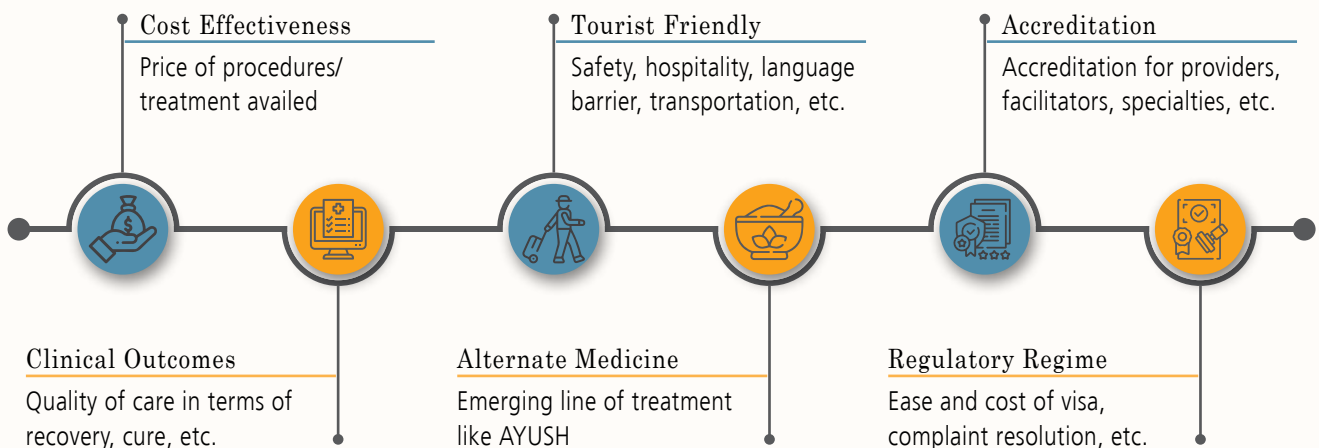 Cost Effectiveness
Price of procedures/
treatment availed
Tourist Friendly
Safety, hospitality, language
barrier, transportation, etc.
Accreditation
Accreditation for providers,
facilitators, specialties, etc.
$
Clinical Outcomes
Quality of care in terms of
recovery, cure, etc.
Alternate Medicine
Emerging line of treatment
like AYUSH
Regulatory Regime
Ease and cost of visa,
complaint resolution, etc.